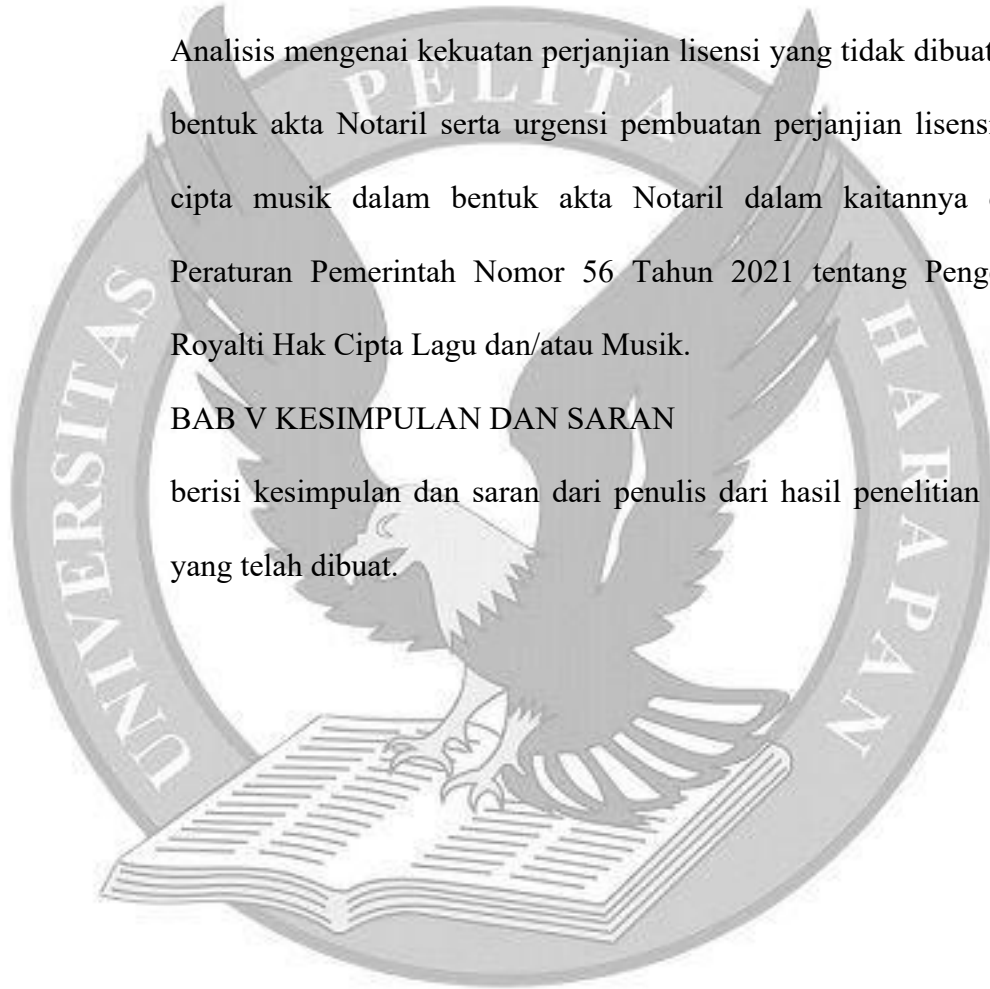 Analisis mengenai kekuatan perjanjian lisensi yang tidak dibuat
bentuk akta Notaril serta urgensi pembuatan perjanjian lisensi
cipta musik dalam bentuk akta Notaril dalam kaitannya
Peraturan Pemerintah Nomor 56 Tahun 2021 tentang
Royalti Hak Cipta Lagu dan/atau Musik.
BAB V KESIMPULAN DAN SARAN
berisi kesimpulan dan saran dari penulis dari hasil penelitian
yang telah dibuat.
UNIVERSITAS
PELITA
HARAPAN